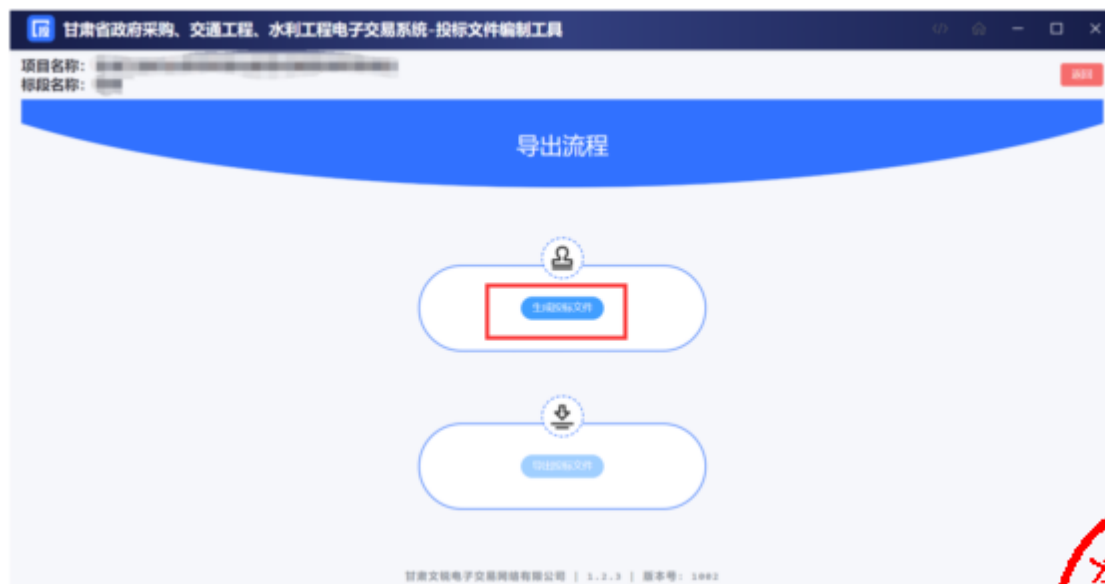 甘肃省政府采购、交通工程、水利工程电子交易系统-投标文件编制工具
项目名称：
标段名称：
返回
导出流程
生成投标文件
导出投标文件
甘肃文锐电子交易网络有限公司 | 1.2.3 | 版本号: 1002